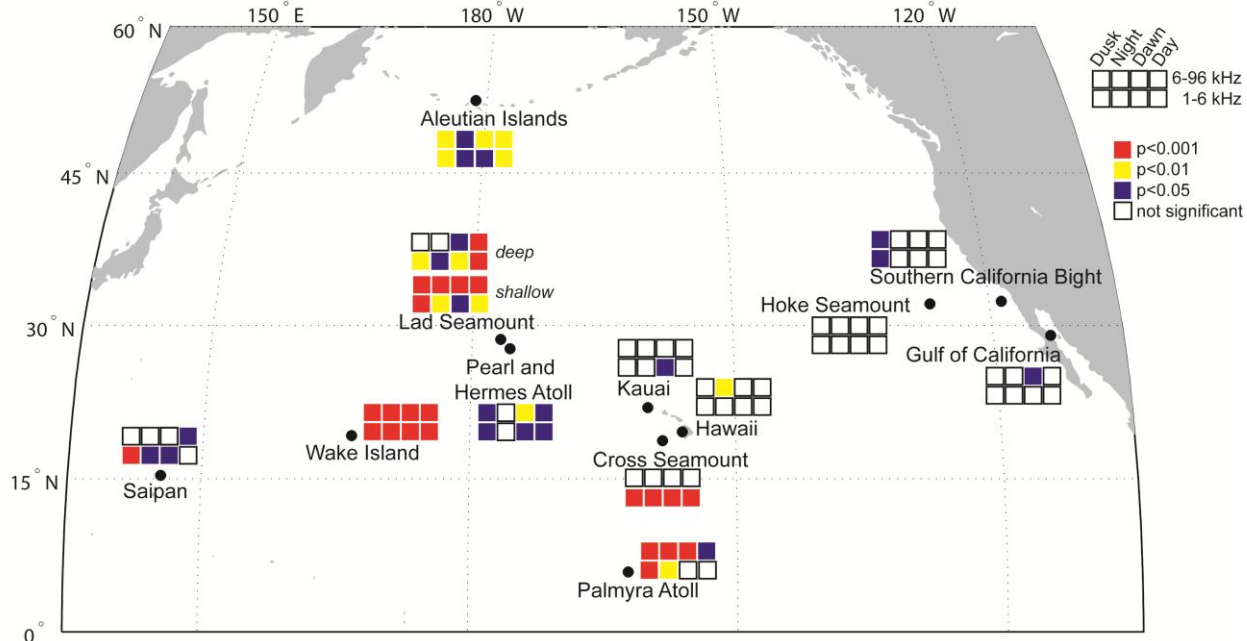 150° E
180° W
150° W
120° W
60° N
Dusk
Night
Dawn
Day
6-96 kHz
1-6 kHz
Aleutian Islands
p<0.001
p<0.01
p<0.05
not significant
45° N
deep
shallow
Lad Seamount
Southern California Bight
Hoke Seamount
30° N
Gulf of California
Pearl and
Hermes Atoll
Kauai
Hawaii
Wake Island
Cross Seamount
15° N
Saipan
Palmyra Atoll
0°